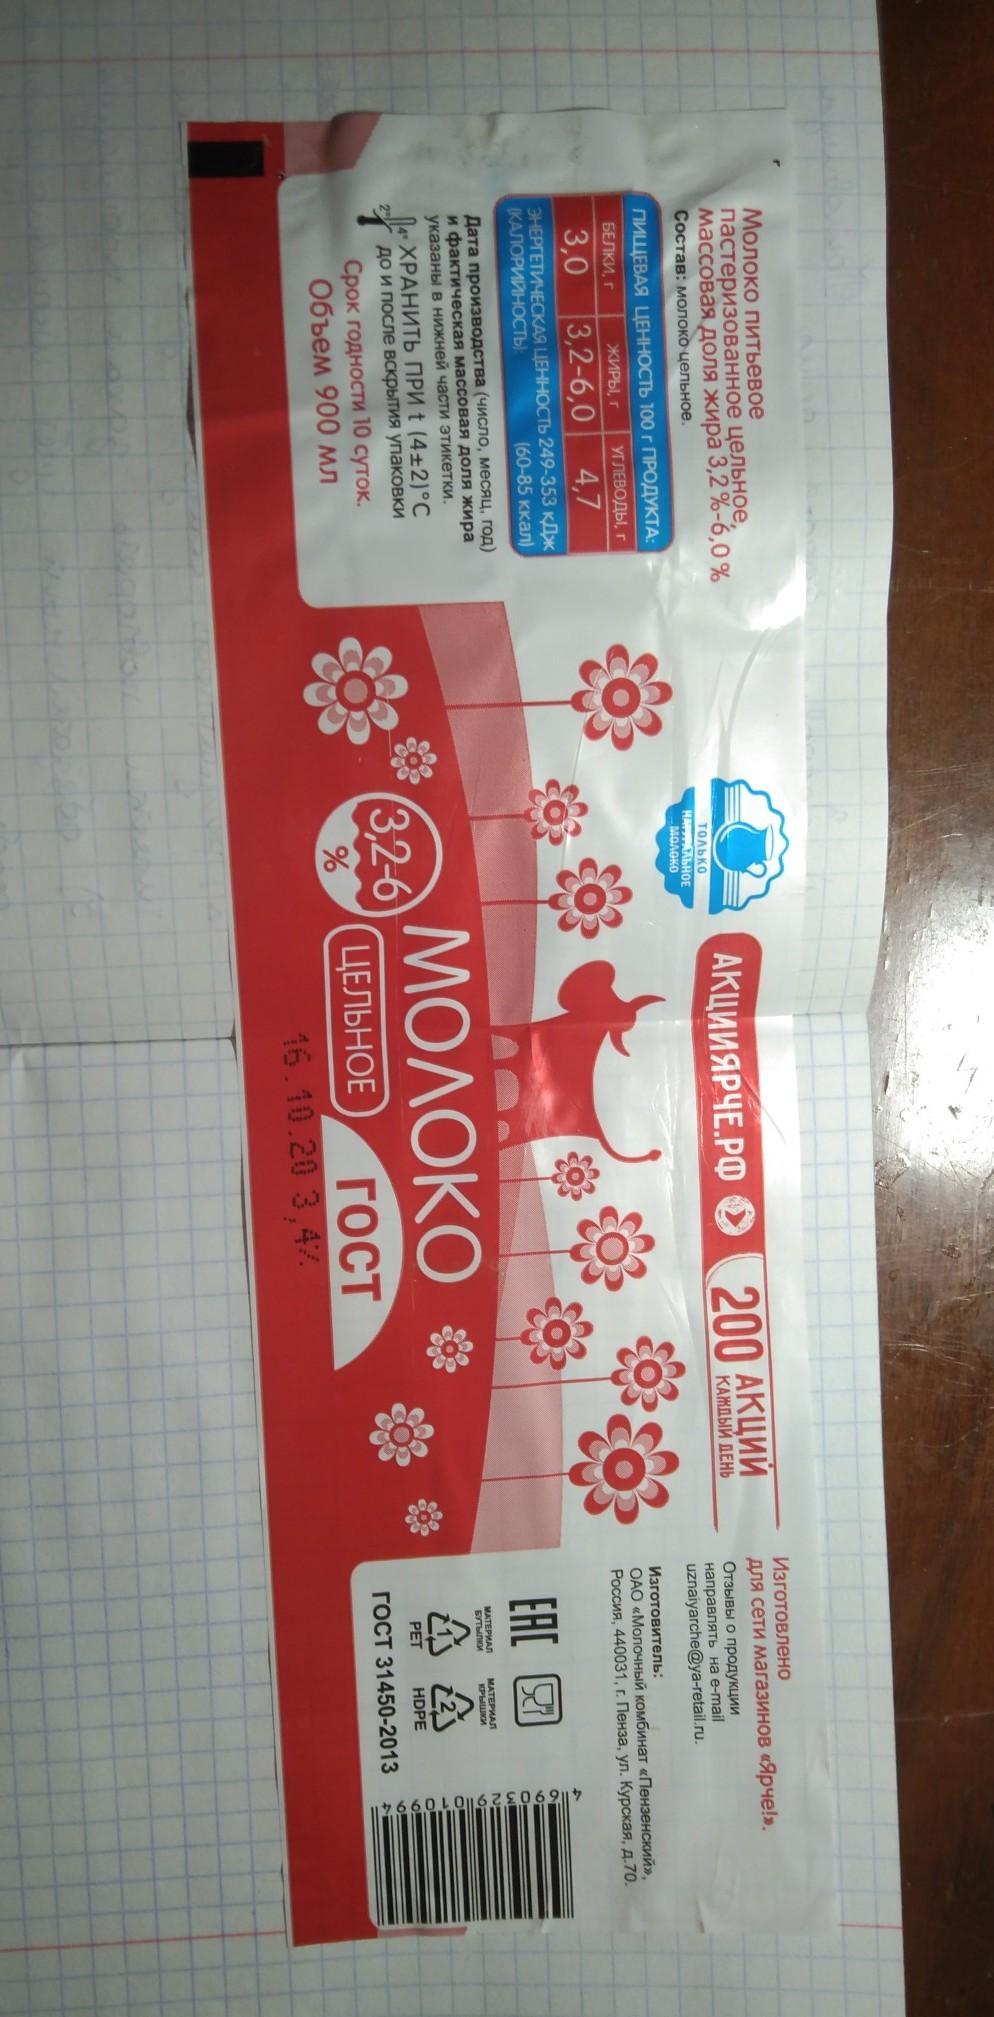 Молоко питьевое
пастеризованное цельное,
массовая доля жира 3,2 %-6,0 %
Состав: молоко цельное.
ПИЩЕВАЯ ЦЕННОСТЬ 100 г ПРОДУКТА:
БЕЛКИ, г ЖИРЫ, г УГЛЕВОДЫ, г
3,0 3,2-6,0 4,7
ЭНЕРГЕТИЧЕСКАЯ ЦЕННОСТЬ 249-353 кДж
(КАЛОРИЙНОСТЬ): (60-85 ккал)
Дата производства (число, месяц, год)
и фактическая массовая доля жира
указаны в нижней части этикетки.
2° 4° ХРАНИТЬ ПРИ t (4±2)°С
до и после вскрытия упаковки
Срок годности 10 суток.
Объем 900 мл
ТОЛЬКО
НАТУРАЛЬНОЕ
МОЛОКО
АКЦИИЯРЧЕ.РФ
200 АКЦИЙ
КАЖДЫЙ ДЕНЬ
МОЛОКО
3,2-6
%
ЦЕЛЬНОЕ
ГОСТ
16.10.20 3,4%
Изготовлено
для сети магазинов «Ярче!».
Отзывы о продукции
направлять на e-mail
uznaiyarche@ya-retail.ru.
Изготовитель:
ОАО «Молочный комбинат «Пензенский»,
Россия, 440031, г. Пенза, ул. Курская, д.70.
ЕАС
МАТЕРИАЛ БУТЫЛКИ
1
PET
МАТЕРИАЛ КРЫШКИ
2
HDPE
ГОСТ 31450-2013
4 690329 010994